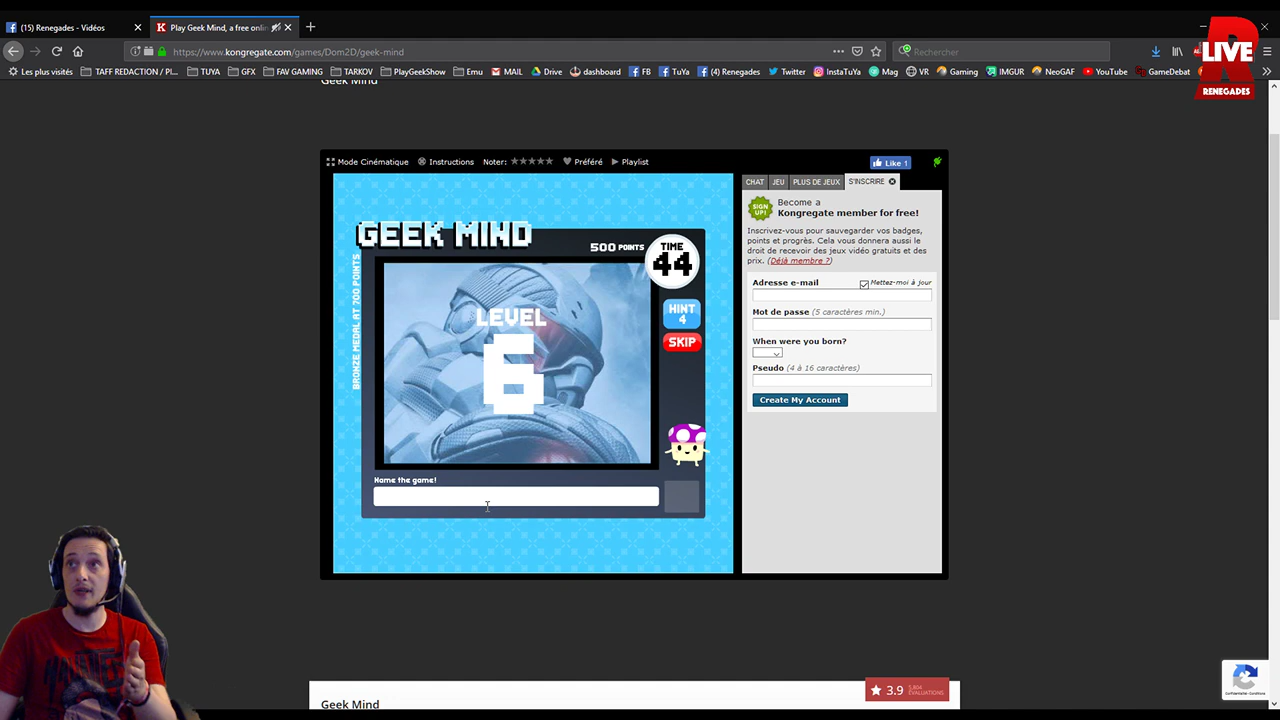 (15) Renegades - Vidéos
Play Geek Mind, a free onlin
https://www.kongregate.com/games/Dom2D/geek-mind
Rechercher
Les plus visités
TAFF REDACTION / Pl...
TUYA
GFX
FAV GAMING
TARKOV
PlayGeekShow
Emu
MAIL
Drive
dashboard
FB
TuYa
(4) Renegades
Twitter
InstaTuYa
Mag
VR
Gaming
IMGUR
NeoGAF
YouTube
GameDebat
LIVE
R
RENEGADES
Geek Mind
Mode Cinématique
Instructions
Noter:
Préféré
Playlist
Like 1
CHAT
JEU
PLUS DE JEUX
S'INSCRIRE
GEEK MIND
500 POINTS
TIME
44
BRONZE MEDAL AT 700 POINTS
LEVEL
6
HINT
4
SKIP
Name the game!
SIGN UP!
Become a
Kongregate member for free!
Inscrivez-vous pour sauvegarder vos badges,
points et progrès. Cela vous donnera aussi le
droit de recevoir des jeux vidéo gratuits et des
prix. (Déjà membre ?)
Adresse e-mail
Mettez-moi à jour
Mot de passe (5 caractères min.)
When were you born?
Pseudo (4 à 16 caractères)
Create My Account
3.9
ÉVALUATIONS
Geek Mind